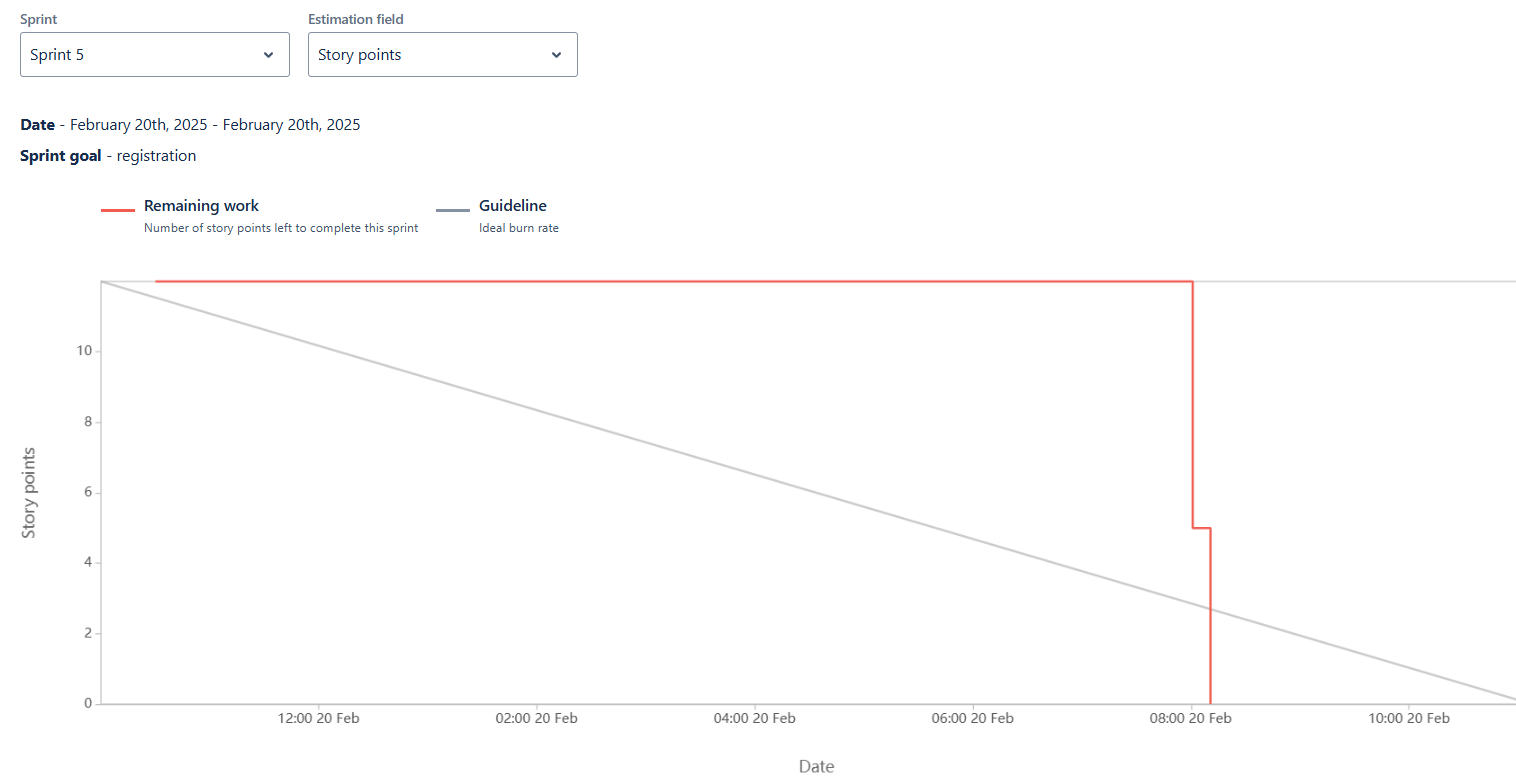 Sprint
Estimation field
Sprint 5
Story points
Date - February 20th, 2025 - February 20th, 2025
Sprint goal - registration
Remaining work
Number of story points left to complete this sprint
Guideline
Ideal burn rate
10
8
6
4
2
0
Story points
12:00 20 Feb
02:00 20 Feb
04:00 20 Feb
06:00 20 Feb
08:00 20 Feb
10:00 20 Feb
Date